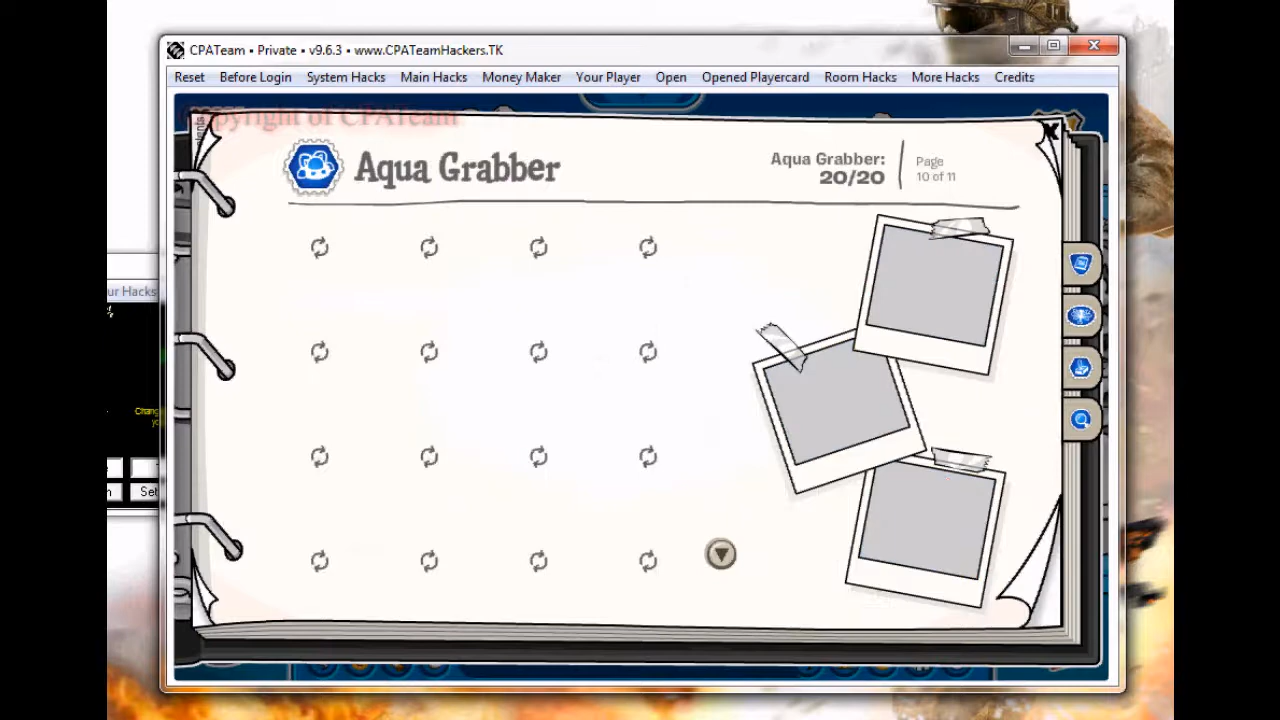 CPATeam • Private • v9.6.3 • www.CPATeamHackers.TK
Reset Before Login System Hacks Main Hacks Money Maker Your Player Open Opened Playercard Room Hacks More Hacks Credits
Copyright of CPATeam
Aqua Grabber
Aqua Grabber:
20/20
Page
10 of 11
ur Hacks
Chang
yo
Set